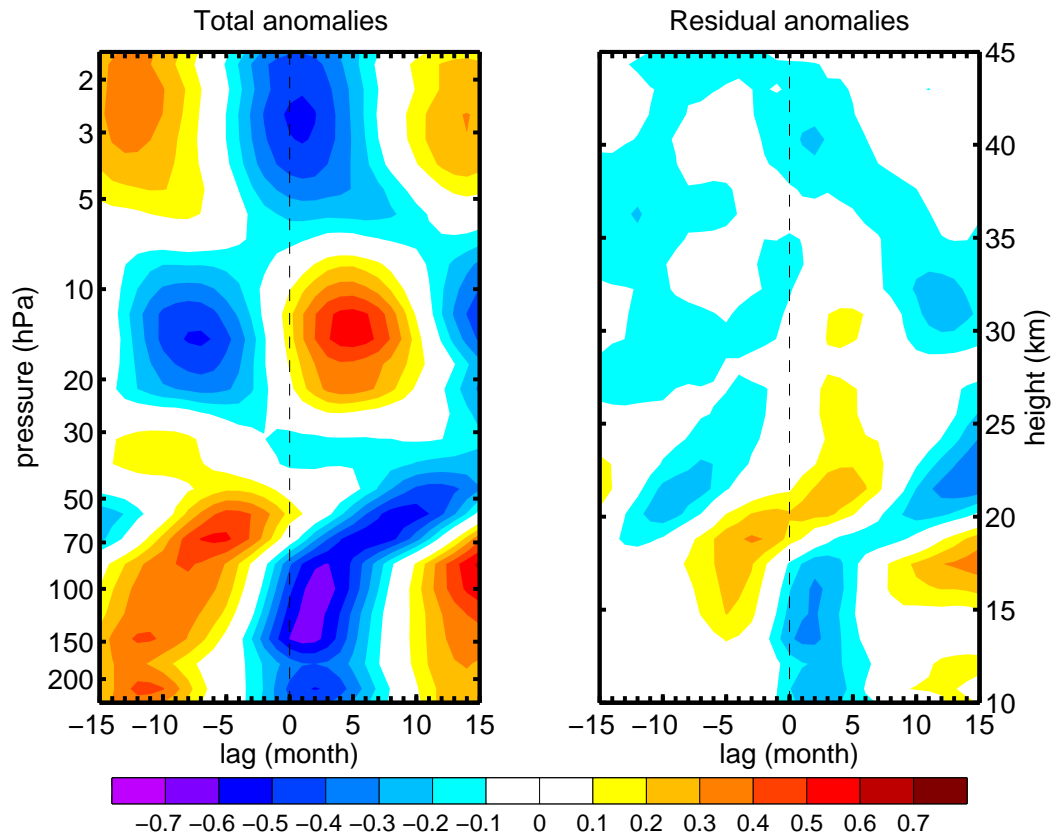 Total anomalies
Residual anomalies
2
3
5
10
20
30
50
70
100
150
200
pressure (hPa)
−15 −10 −5 0 5 10 15
lag (month)
45
40
35
30
25
20
15
10
height (km)
−15 −10 −5 0 5 10 15
lag (month)
−0.7 −0.6 −0.5 −0.4 −0.3 −0.2 −0.1 0 0.1 0.2 0.3 0.4 0.5 0.6 0.7